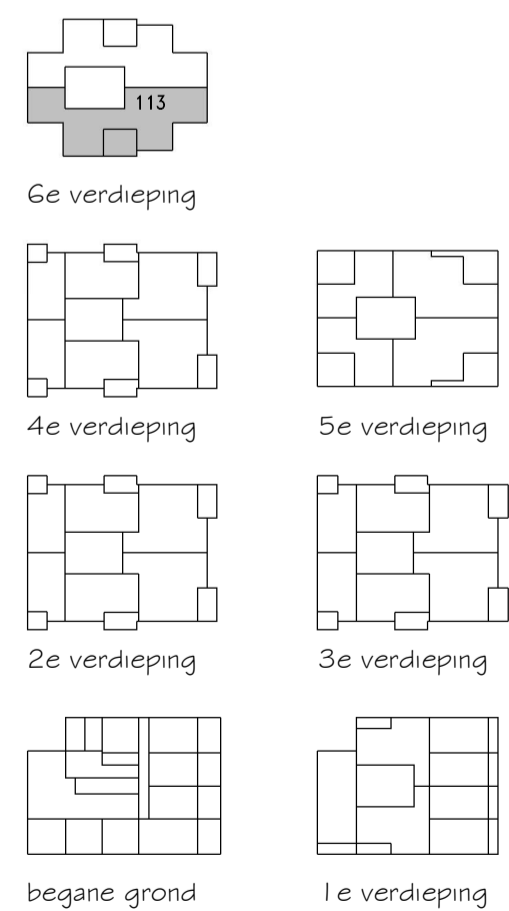 113
6e verdieping
4e verdieping
5e verdieping
2e verdieping
3e verdieping
begane grond
1e verdieping